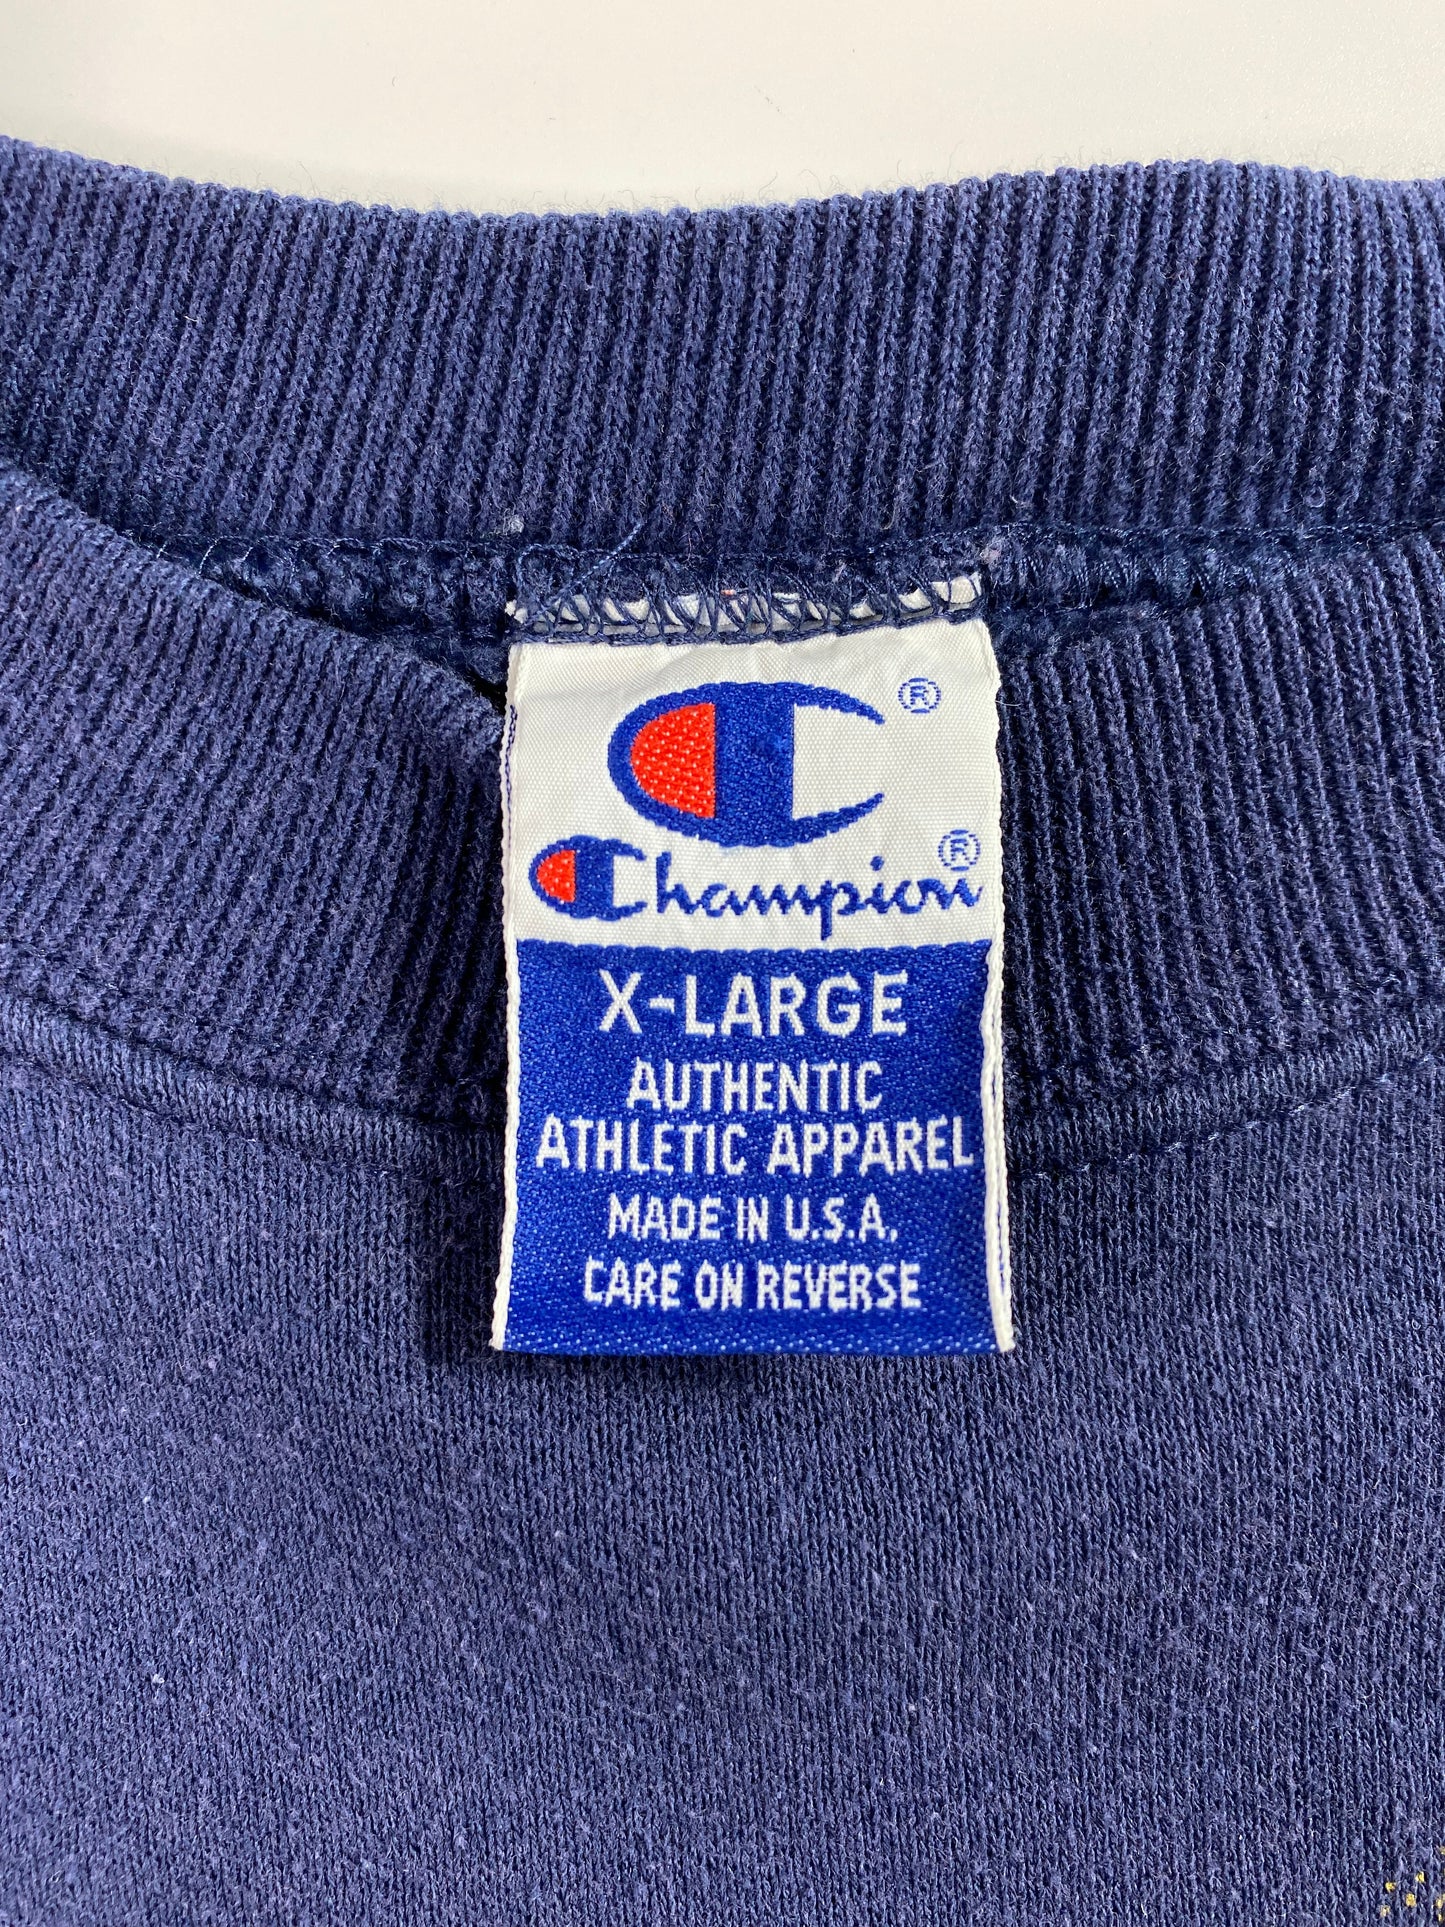 ®
Champion®
X-LARGE
AUTHENTIC
ATHLETIC APPAREL
MADE IN U.S.A.
CARE ON REVERSE